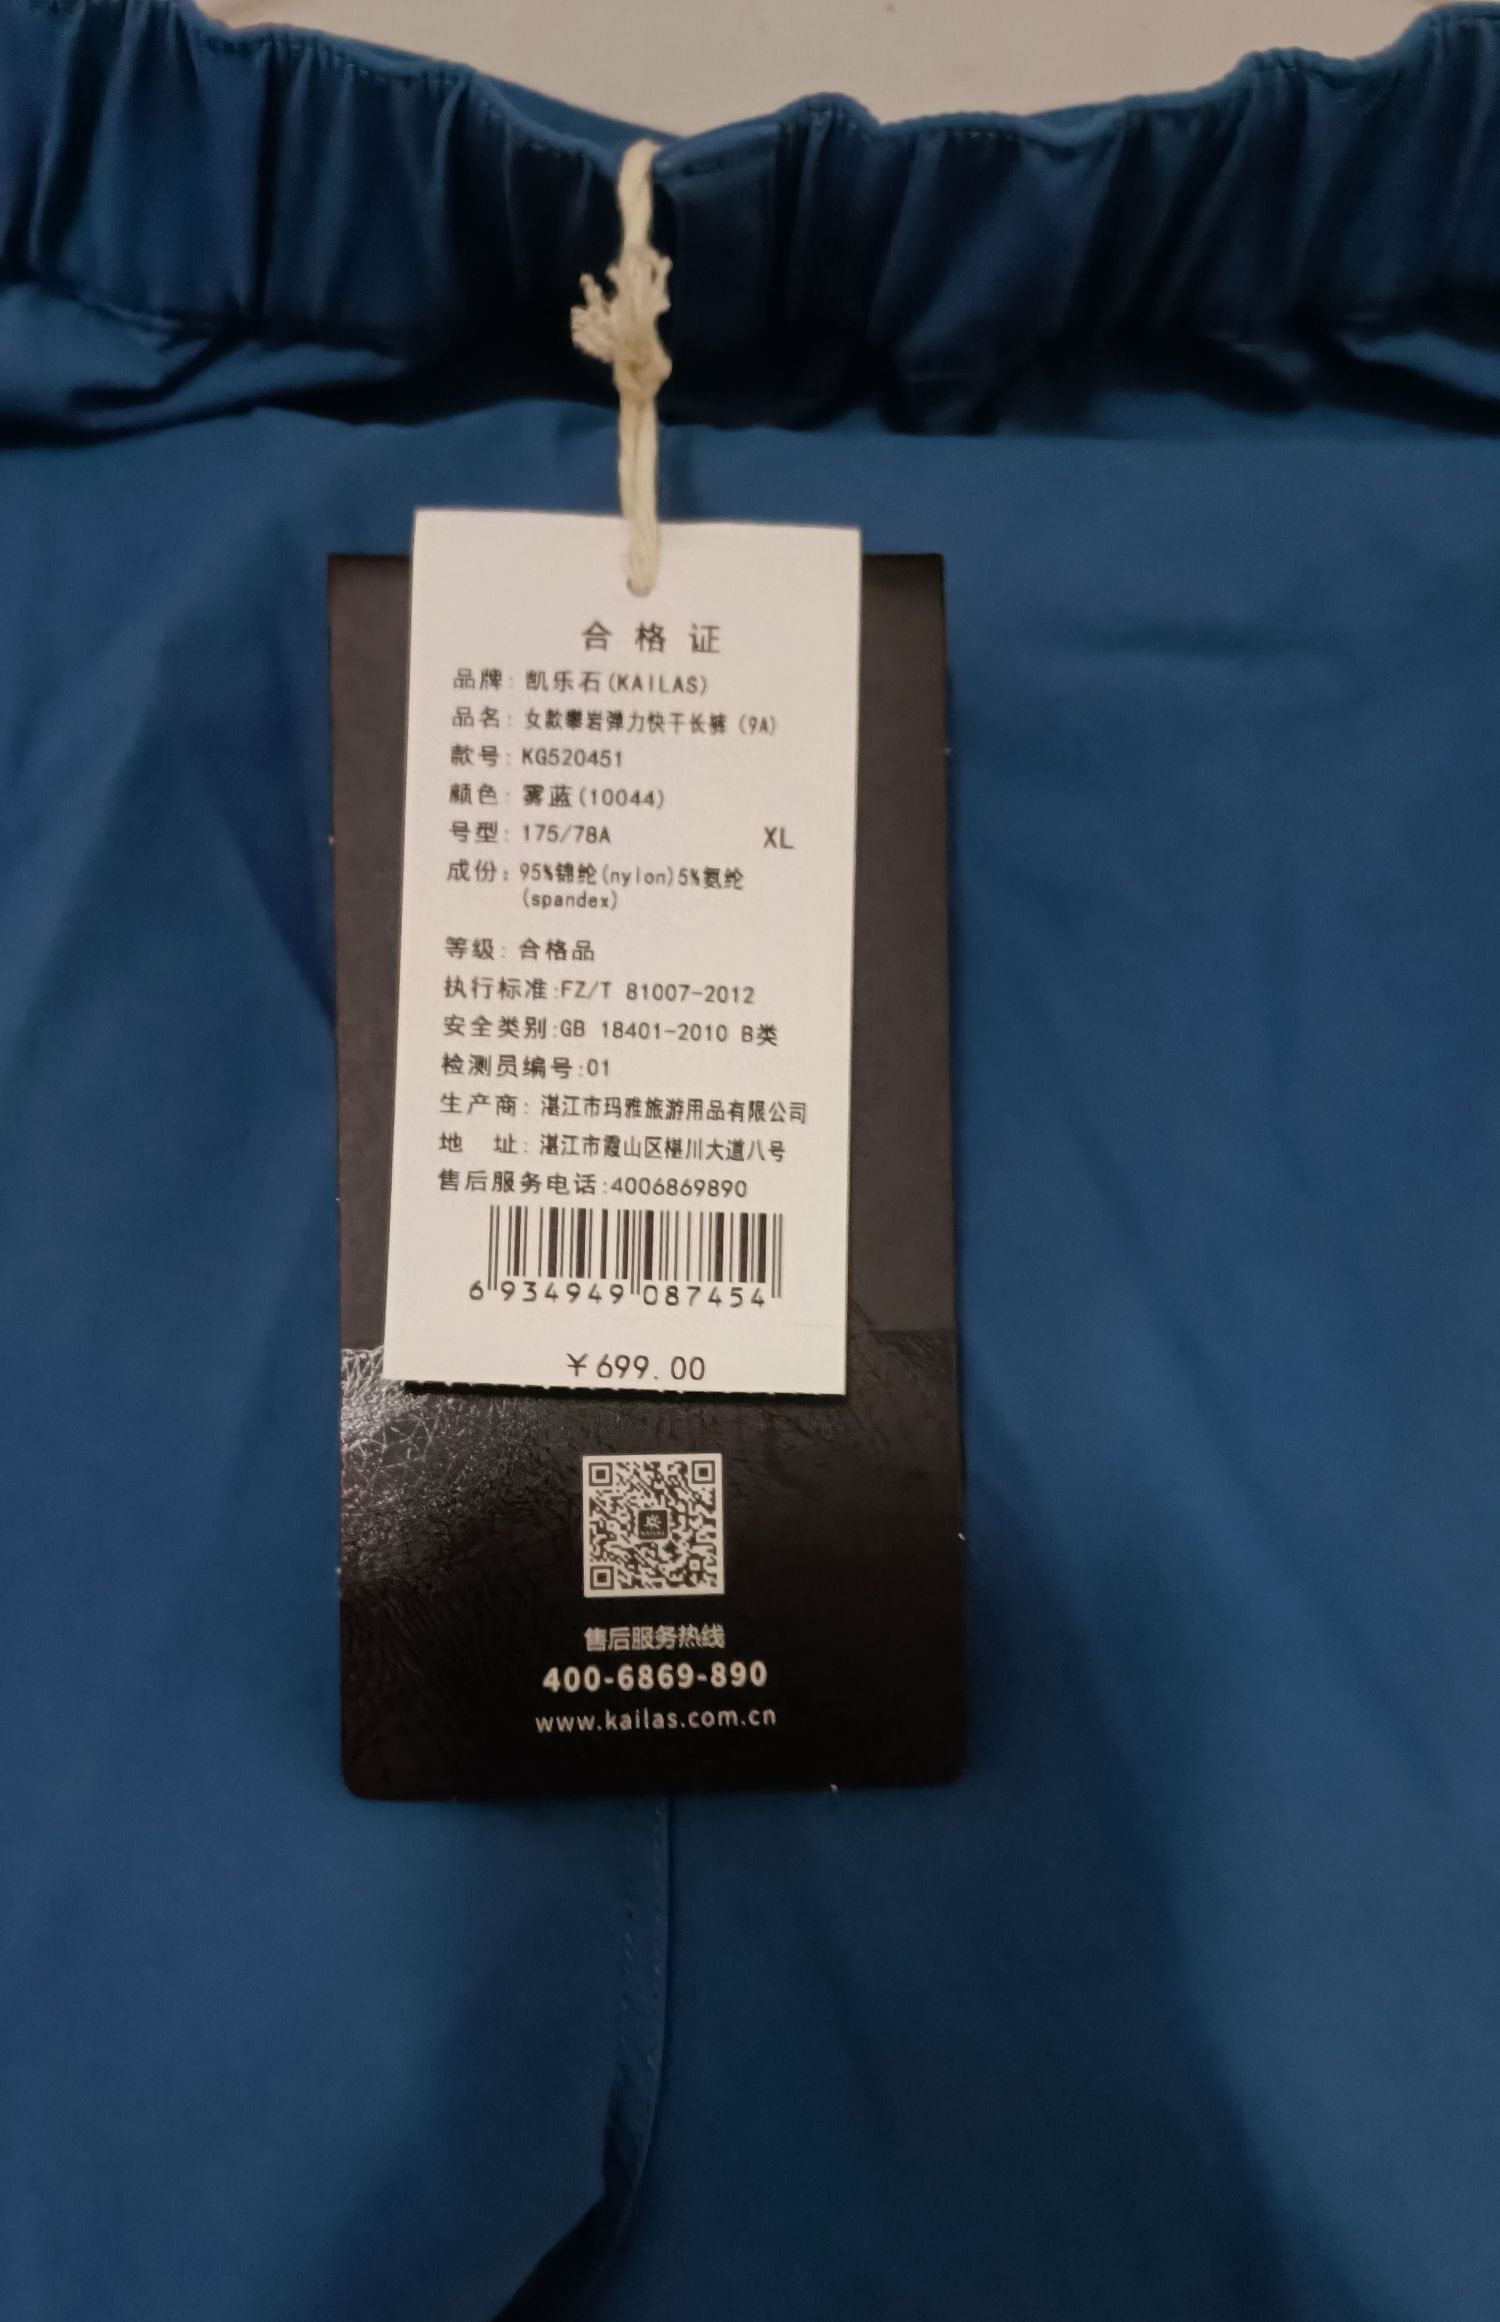 合格证
品牌: 凯乐石(KAILAS)
品名: 女款攀岩弹力快干长裤 (9A)
款号: KG520451
颜色: 雾蓝(10044)
号型: 175/78A XL
成份: 95%锦纶(nylon)5%氨纶
(spandex)
等级: 合格品
执行标准:FZ/T 81007-2012
安全类别:GB 18401-2010 B类
检测员编号:01
生产商: 湛江市玛雅旅游用品有限公司
地 址: 湛江市霞山区椹川大道八号
售后服务电话:4006869890
6 934949 087454
￥699.00
售后服务热线
400-6869-890
www.kailas.com.cn